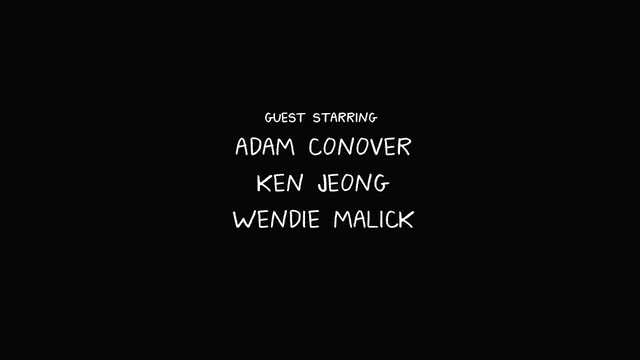 GUEST STARRING
ADAM CONOVER
KEN JEONG
WENDIE MALICK